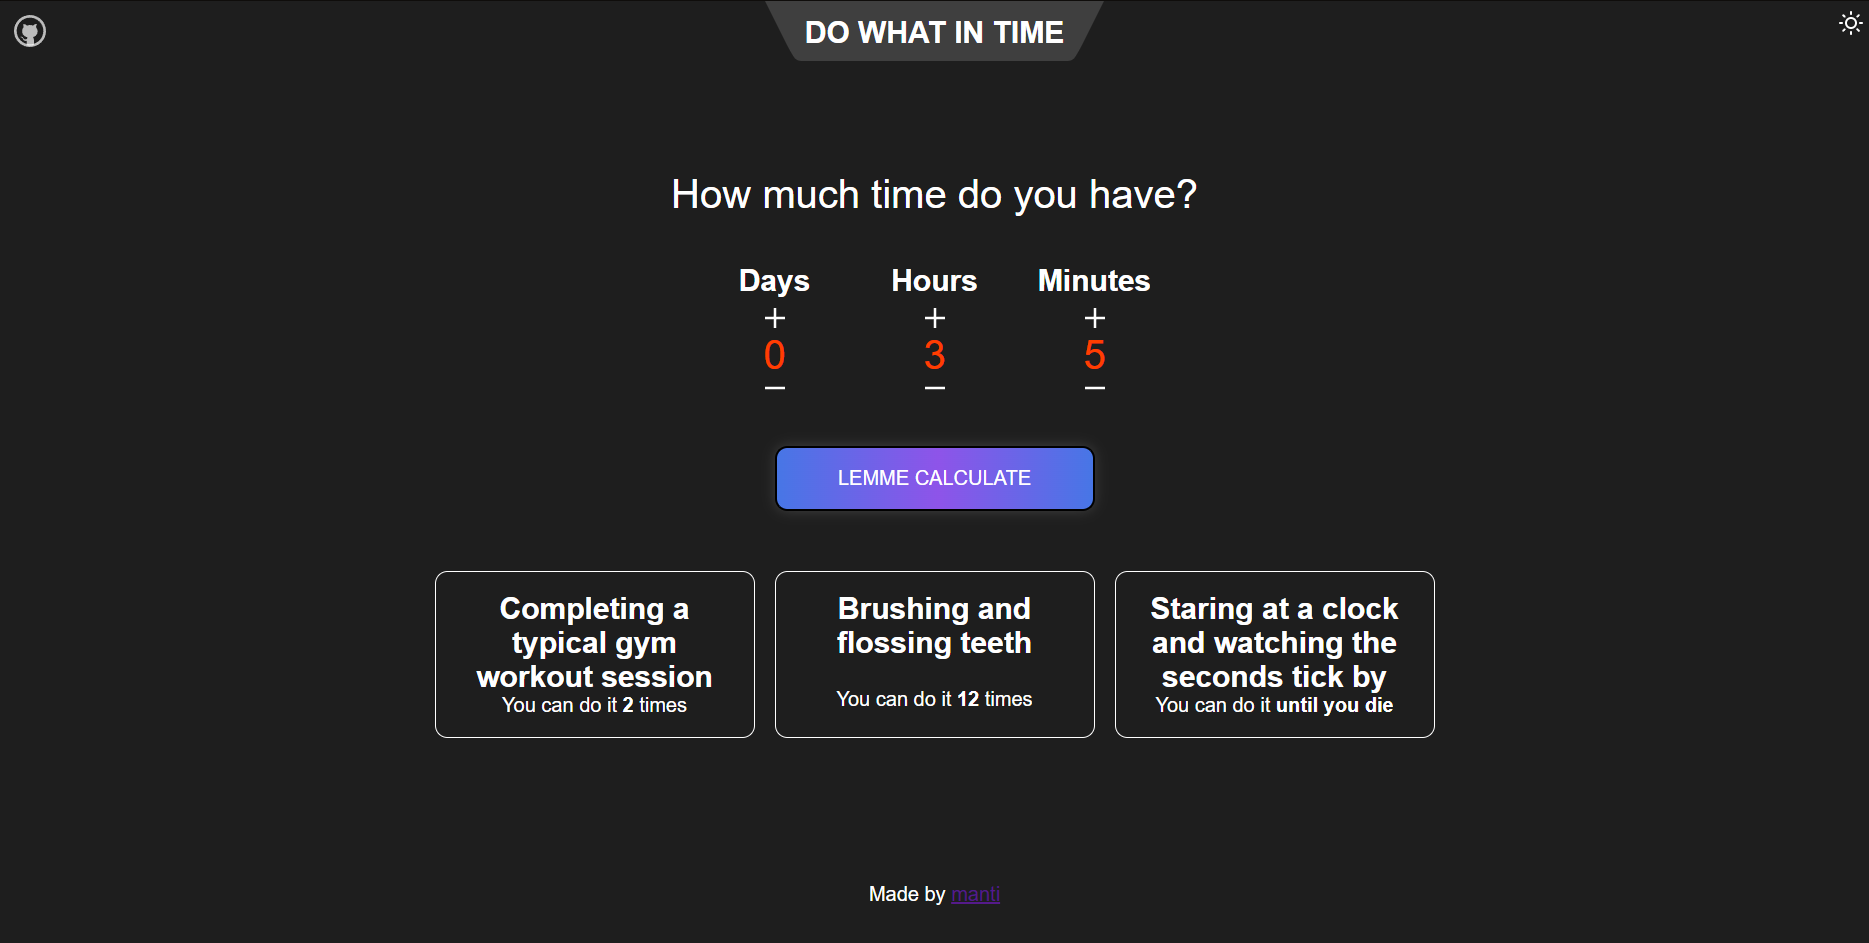 DO WHAT IN TIME
How much time do you have?
Days Hours Minutes
+ + +
0 3 5
− − −
LEMME CALCULATE
Completing a
typical gym
workout session
You can do it 2 times
Brushing and
flossing teeth
You can do it 12 times
Staring at a clock
and watching the
seconds tick by
You can do it until you die
Made by manti